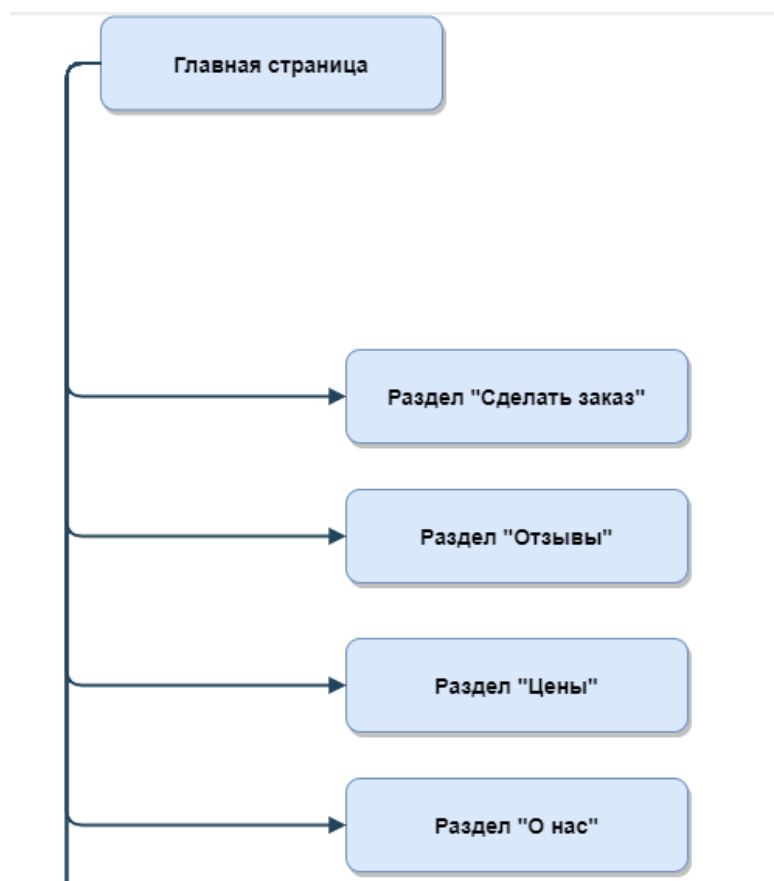 Главная страница
Раздел "Сделать заказ"
Раздел "Отзывы"
Раздел "Цены"
Раздел "О нас"